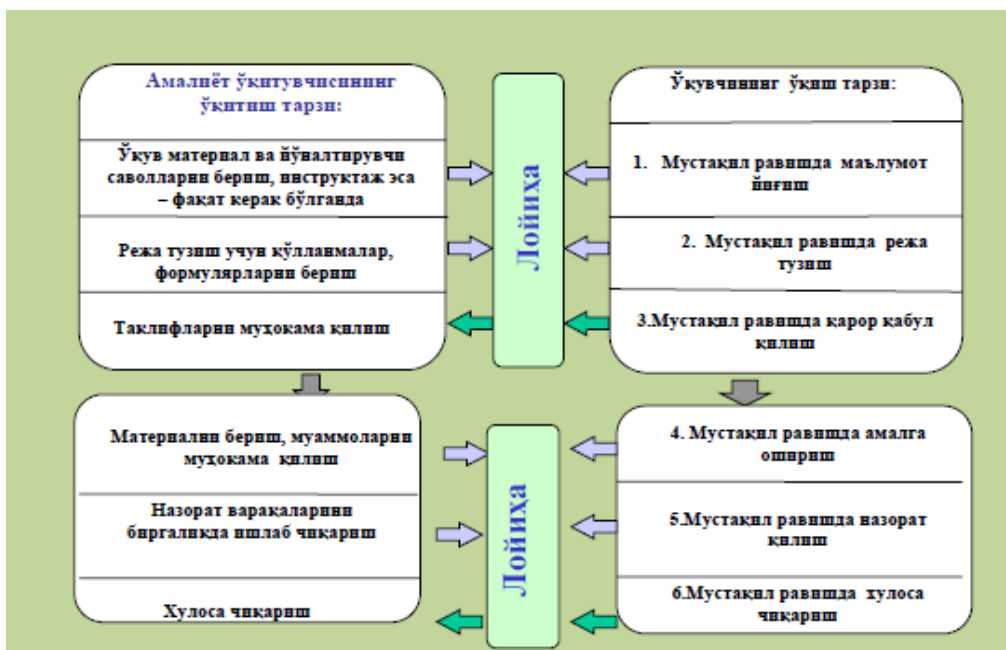 Амалиёт ўқитувчисининг
ўқитиш тарзи:
Ўқув материал ва йўналтирувчи
саволларни бериш, инструктаж эса
– фақат керак бўлганда
Режа тузиш учун қўлланмалар,
формулярларни бериш
Таклифларни муҳокама қилиш
Лойиҳа
Ўқувчининг ўқиш тарзи:
1. Мустақил равишда маълумот
йиғиш
2. Мустақил равишда режа
тузиш
3.Мустақил равишда қарор қабул
қилиш
Материални бериш, муаммоларни
муҳокама қилиш
Назорат варақаларини
биргаликда ишлаб чиқариш
Хулоса чиқариш
Лойиҳа
4. Мустақил равишда амалга
ошириш
5.Мустақил равишда назорат
қилиш
6.Мустақил равишда хулоса
чиқариш